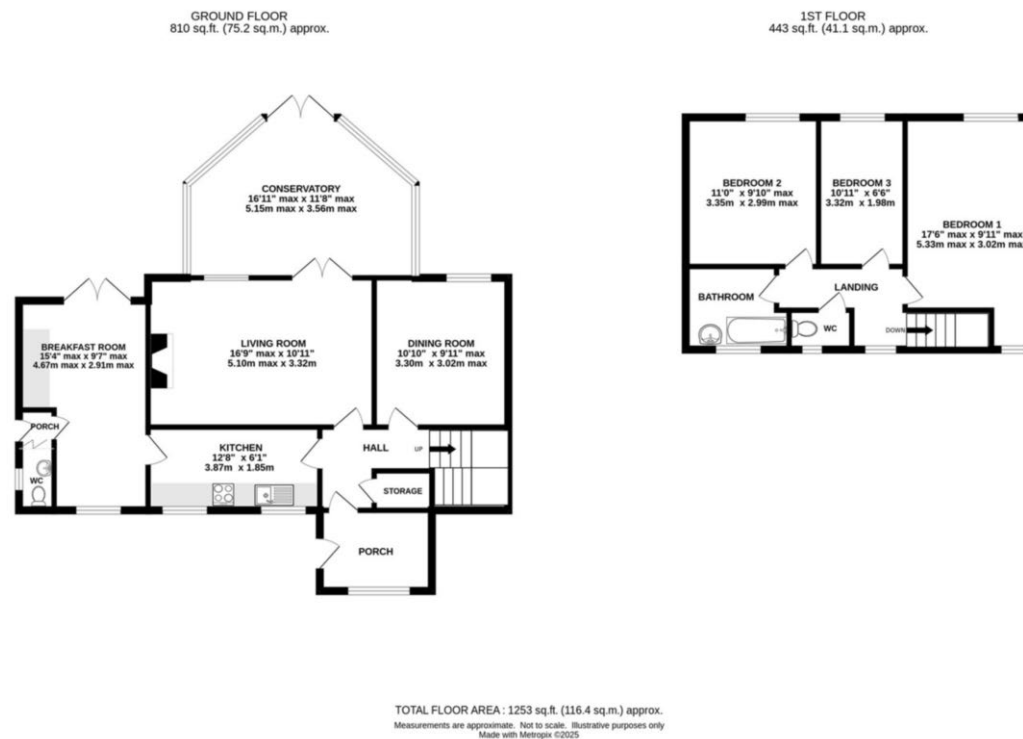 GROUND FLOOR
810 sq.ft. (75.2 sq.m.) approx.
CONSERVATORY
16'11" max x 11'8" max
5.15m max x 3.56m max
BREAKFAST ROOM
15'4" max x 9'7" max
4.67m max x 2.91m max
LIVING ROOM
16'9" max x 10'11"
5.10m max x 3.32m
DINING ROOM
10'10" x 9'11" max
3.30m x 3.02m max
PORCH
WC
KITCHEN
12'8" x 6'1"
3.87m x 1.85m
HALL
UP
STORAGE
PORCH
1ST FLOOR
443 sq.ft. (41.1 sq.m.) approx.
BEDROOM 2
11'0" x 9'10" max
3.35m x 2.99m max
BEDROOM 3
10'11" x 6'6"
3.32m x 1.98m
BEDROOM 1
17'6" max x 9'11" max
5.33m max x 3.02m max
LANDING
BATHROOM
WC
DOWN
TOTAL FLOOR AREA : 1253 sq.ft. (116.4 sq.m.) approx.
Measurements are approximate. Not to scale. Illustrative purposes only
Made with Metropix ©2025